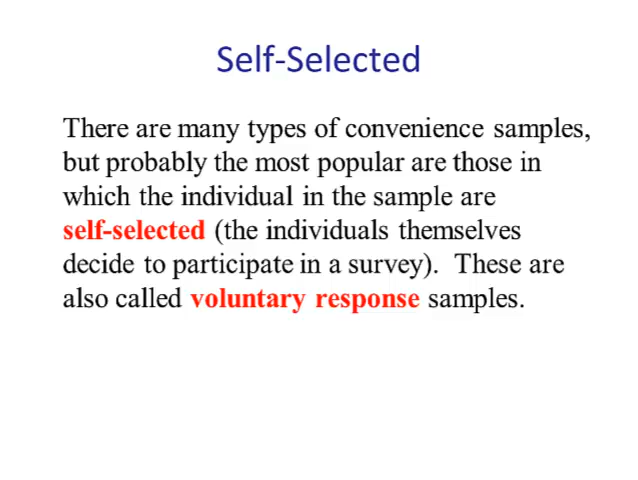 Self-Selected
There are many types of convenience samples,
but probably the most popular are those in
which the individual in the sample are
self-selected (the individuals themselves
decide to participate in a survey).  These are
also called voluntary response samples.